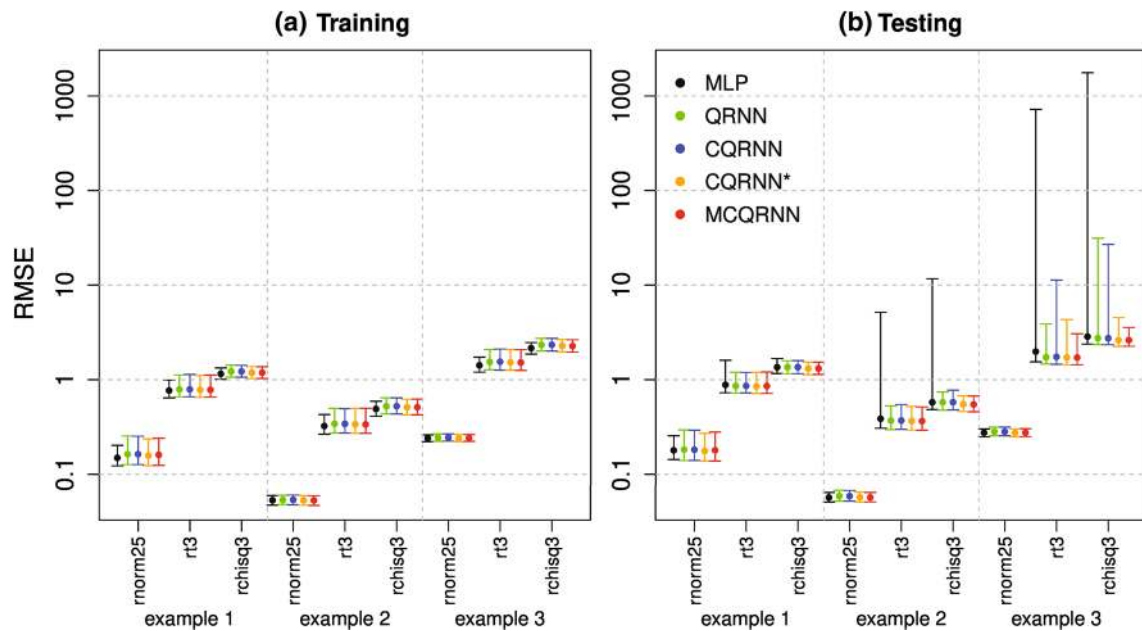 (a) Training
(b) Testing
RMSE
1000
100
10
1
0.1
rnorm25
rt3
rchisq3
rnorm25
rt3
rchisq3
rnorm25
rt3
rchisq3
example 1
example 2
example 3
1000
100
10
1
0.1
MLP
QRNN
CQRNN
CQRNN*
MCQRNN
rnorm25
rt3
rchisq3
rnorm25
rt3
rchisq3
rnorm25
rt3
rchisq3
example 1
example 2
example 3